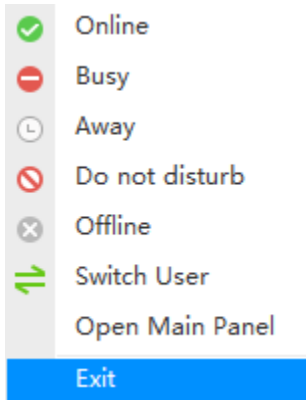 Online
Busy
Away
Do not disturb
Offline
Switch User
Open Main Panel
Exit